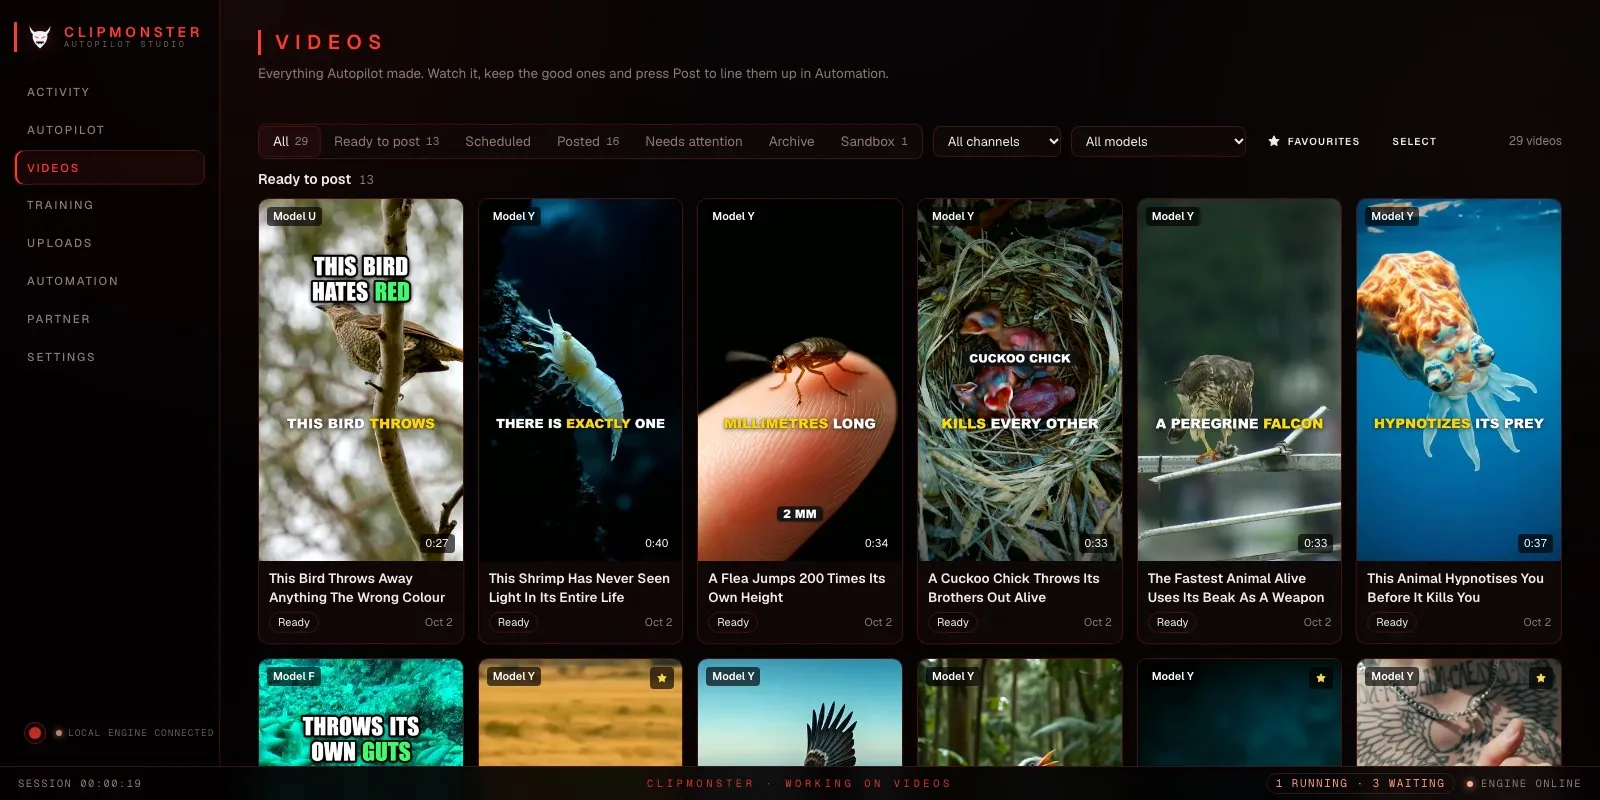 CLIPMONSTER
AUTOPILOT STUDIO
ACTIVITY
AUTOPILOT
VIDEOS
TRAINING
UPLOADS
AUTOMATION
PARTNER
SETTINGS
LOCAL ENGINE CONNECTED
VIDEOS
Everything Autopilot made. Watch it, keep the good ones and press Post to line them up in Automation.
All 29
Ready to post 13
Scheduled
Posted 16
Needs attention
Archive
Sandbox 1
All channels
All models
FAVOURITES
SELECT
29 videos
Ready to post 13
Model U
THIS BIRD
HATES RED
THIS BIRD THROWS
0:27
This Bird Throws Away
Anything The Wrong Colour
Ready
Oct 2
Model Y
THERE IS EXACTLY ONE
0:40
This Shrimp Has Never Seen
Light In Its Entire Life
Ready
Oct 2
Model Y
MILLIMETRES LONG
2 MM
0:34
A Flea Jumps 200 Times Its
Own Height
Ready
Oct 2
Model Y
CUCKOO CHICK
KILLS EVERY OTHER
0:33
A Cuckoo Chick Throws Its
Brothers Out Alive
Ready
Oct 2
Model Y
A PEREGRINE FALCON
0:33
The Fastest Animal Alive
Uses Its Beak As A Weapon
Ready
Oct 2
Model Y
HYPNOTIZES ITS PREY
0:37
This Animal Hypnotises You
Before It Kills You
Ready
Oct 2
Model F
THROWS ITS
OWN GUTS
Model Y
Model Y
Model Y
Model Y
Model Y
SESSION 00:00:19
CLIPMONSTER · WORKING ON VIDEOS
1 RUNNING · 3 WAITING
ENGINE ONLINE